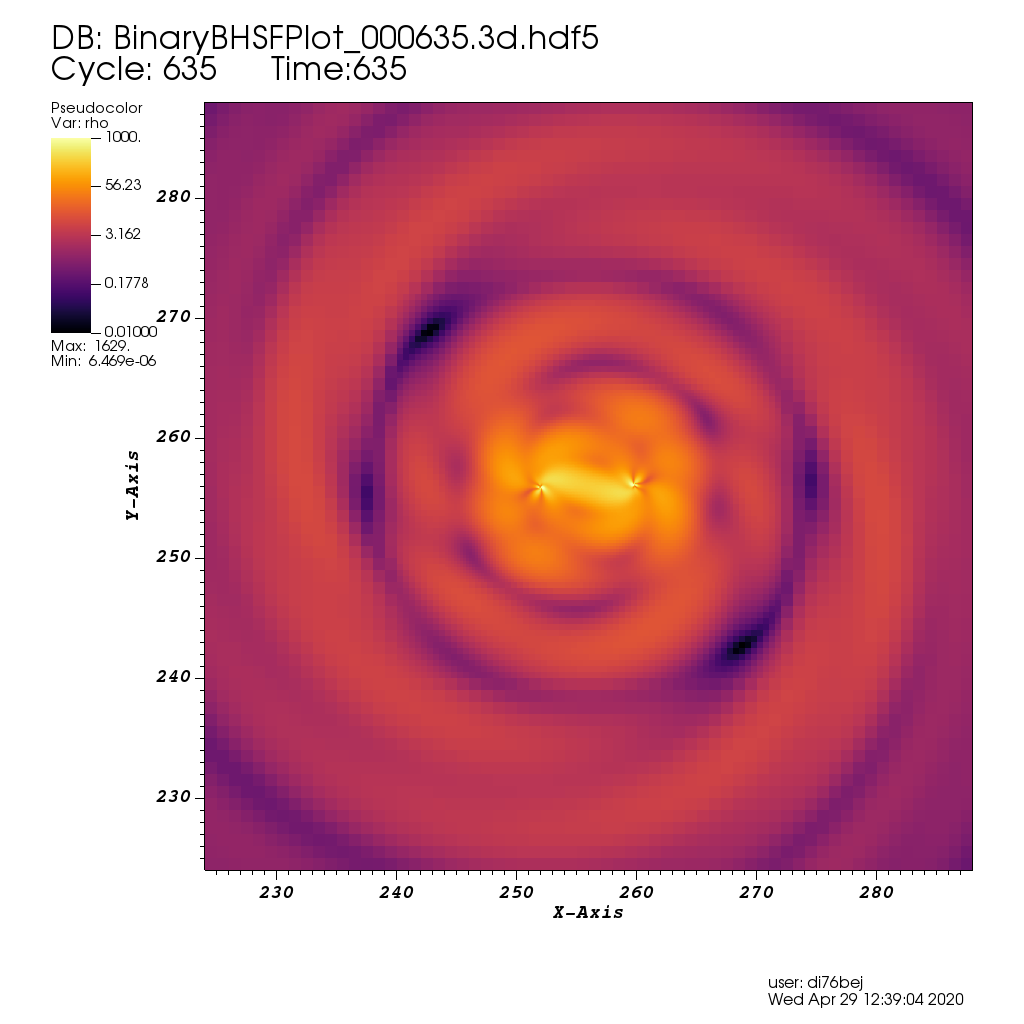 DB: BinaryBHSFPlot_000635.3d.hdf5
Cycle: 635 Time:635
Pseudocolor
Var: rho
1000.
56.23
3.162
0.1778
0.01000
Max: 1629.
Min: 6.469e-06
280
270
260
250
240
230
Y-Axis
230 240 250 260 270 280
X-Axis
user: di76bej
Wed Apr 29 12:39:04 2020